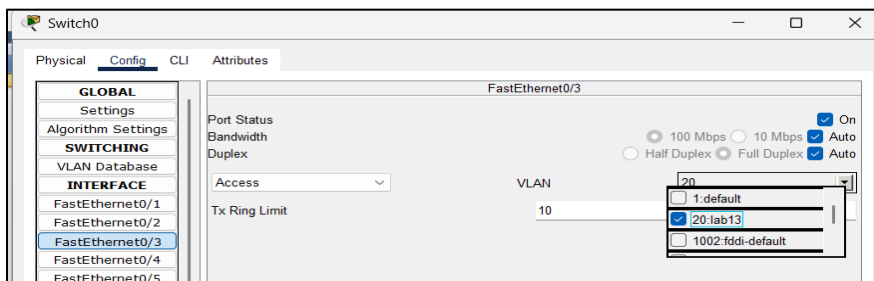 Switch0
Physical Config CLI Attributes
GLOBAL
Settings
Algorithm Settings
SWITCHING
VLAN Database
INTERFACE
FastEthernet0/1
FastEthernet0/2
FastEthernet0/3
FastEthernet0/4
FastEthernet0/5
FastEthernet0/3
Port Status On
Bandwidth 100 Mbps 10 Mbps Auto
Duplex Half Duplex Full Duplex Auto
Access VLAN 20
1:default
20:lab13
1002:fddi-default
Tx Ring Limit 10